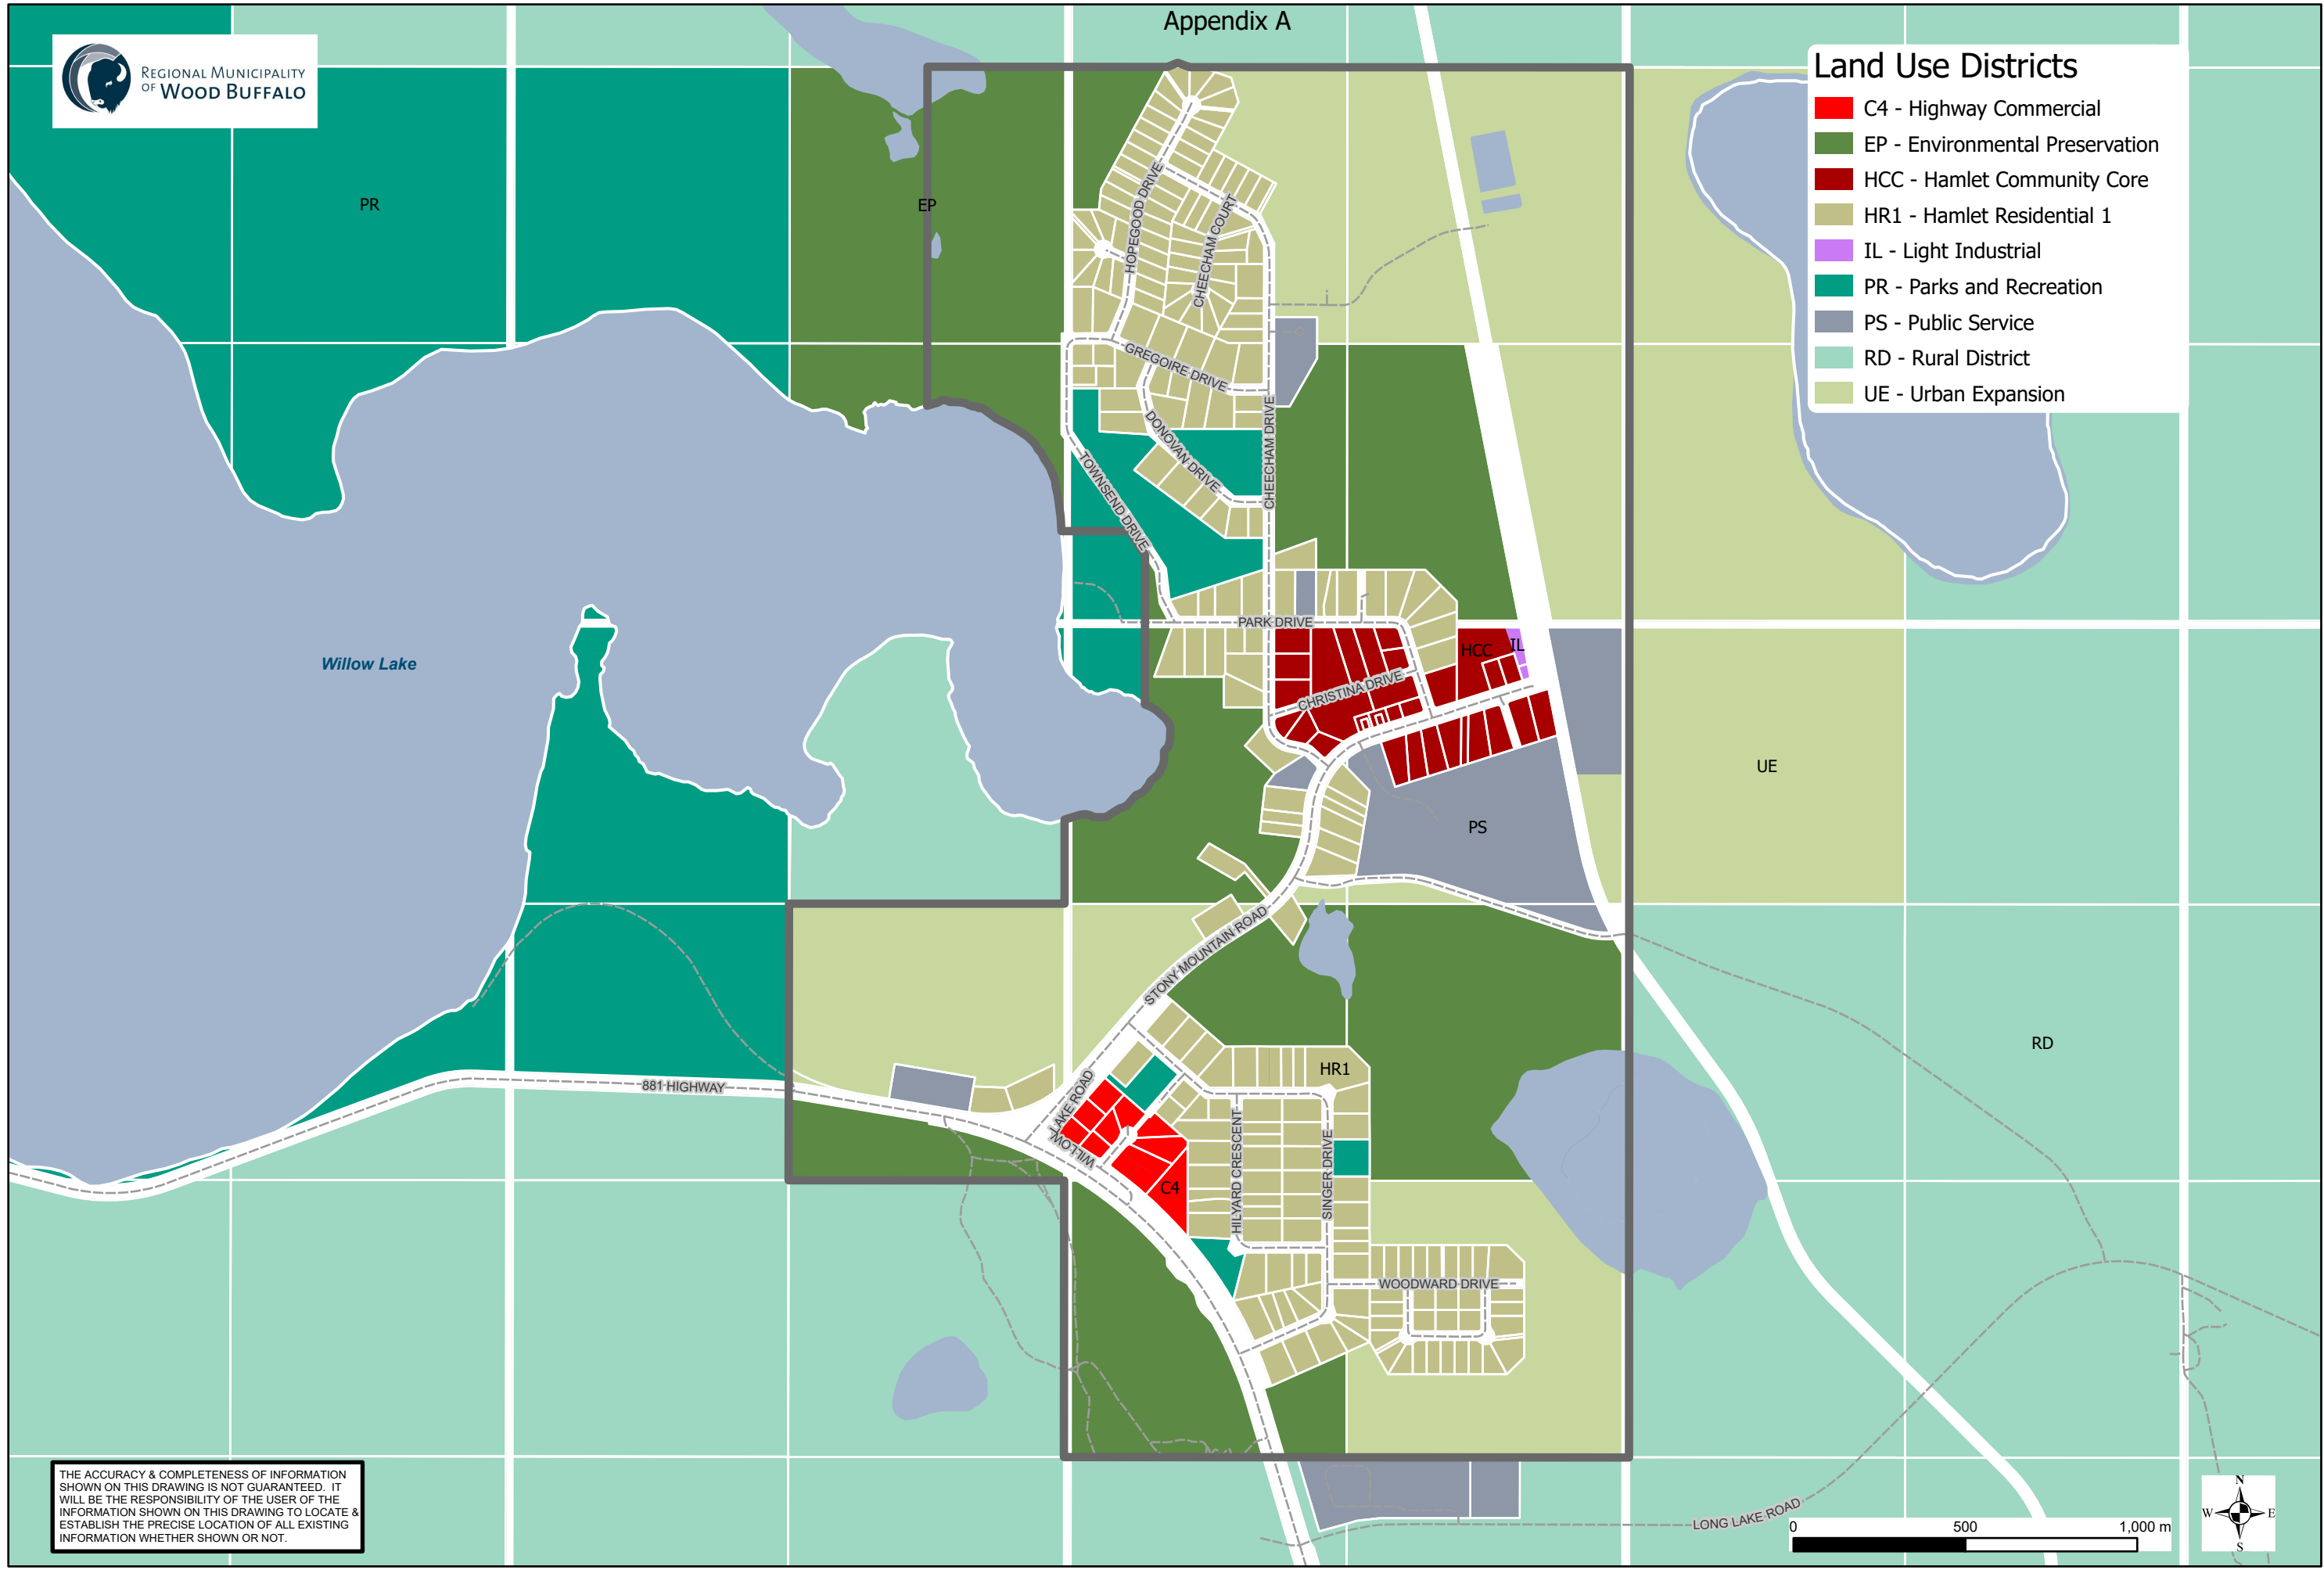 Appendix A
REGIONAL MUNICIPALITY
OF WOOD BUFFALO
Land Use Districts
C4 - Highway Commercial
EP - Environmental Preservation
HCC - Hamlet Community Core
HR1 - Hamlet Residential 1
IL - Light Industrial
PR - Parks and Recreation
PS - Public Service
RD - Rural District
UE - Urban Expansion
PR
EP
HOPEGOOD DRIVE
CHEECHAM COURT
GREGOIRE DRIVE
DONOVAN DRIVE
CHEECHAM DRIVE
TOWNSEND DRIVE
PARK DRIVE
HCC
IL
Willow Lake
CHRISTINA DRIVE
UE
PS
STONY MOUNTAIN ROAD
RD
HR1
881 HIGHWAY
WILLOW
LAKE ROAD
C4
HILYARD CRESCENT
SINGER DRIVE
WOODWARD DRIVE
LONG LAKE ROAD
THE ACCURACY & COMPLETENESS OF INFORMATION
SHOWN ON THIS DRAWING IS NOT GUARANTEED. IT
WILL BE THE RESPONSIBILITY OF THE USER OF THE
INFORMATION SHOWN ON THIS DRAWING TO LOCATE &
ESTABLISH THE PRECISE LOCATION OF ALL EXISTING
INFORMATION WHETHER SHOWN OR NOT.
0 500 1,000 m
N
W E
S